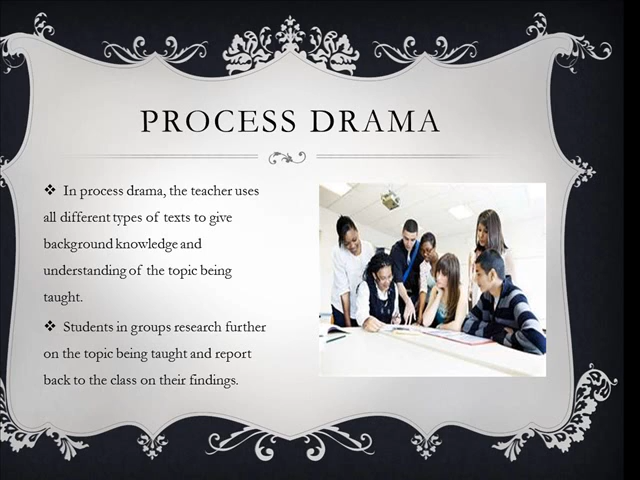 PROCESS DRAMA
❖ In process drama, the teacher uses
all different types of texts to give
background knowledge and
understanding of the topic being
taught.
❖ Students in groups research further
on the topic being taught and report
back to the class on their findings.